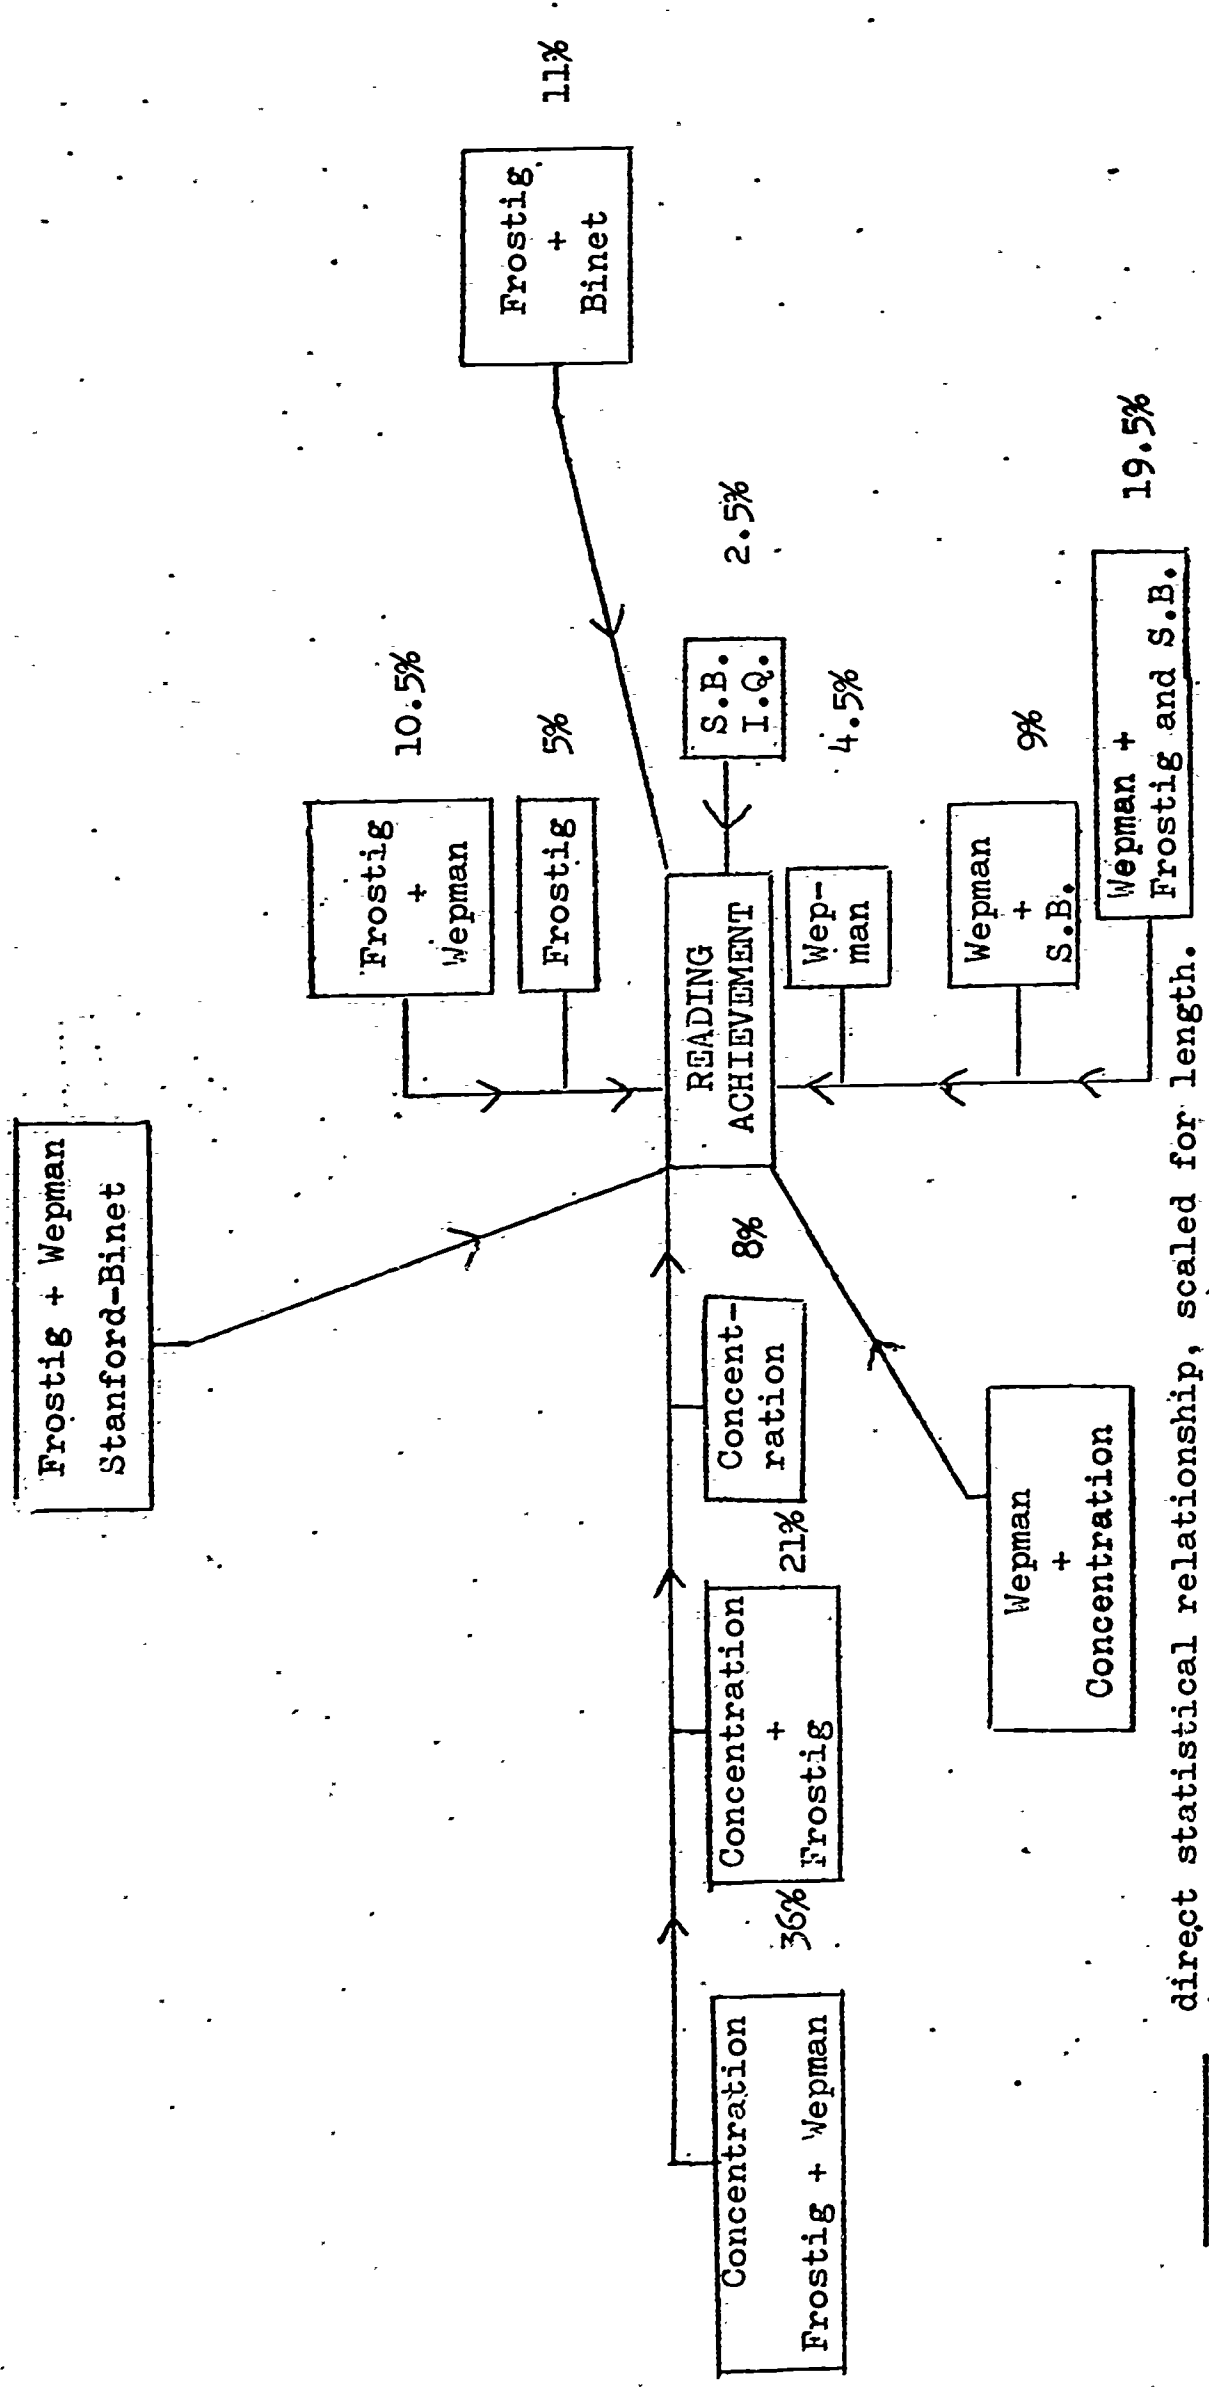 Frostig + Wepman
Stanford-Binet
Frostig
+
Wepman
10.5%
Frostig
5%
Frostig
+
Binet
11%
Concentration
Frostig + Wepman
36%
Concentration
+
Frostig
21%
Concent-
ration
8%
READING
ACHIEVEMENT
S.B.
I.Q.
2.5%
Wep-
man
4.5%
Wepman
+
Concentration
Wepman
+
S.B.
9%
Wepman +
Frostig and S.B.
19.5%
direct statistical relationship, scaled for length.